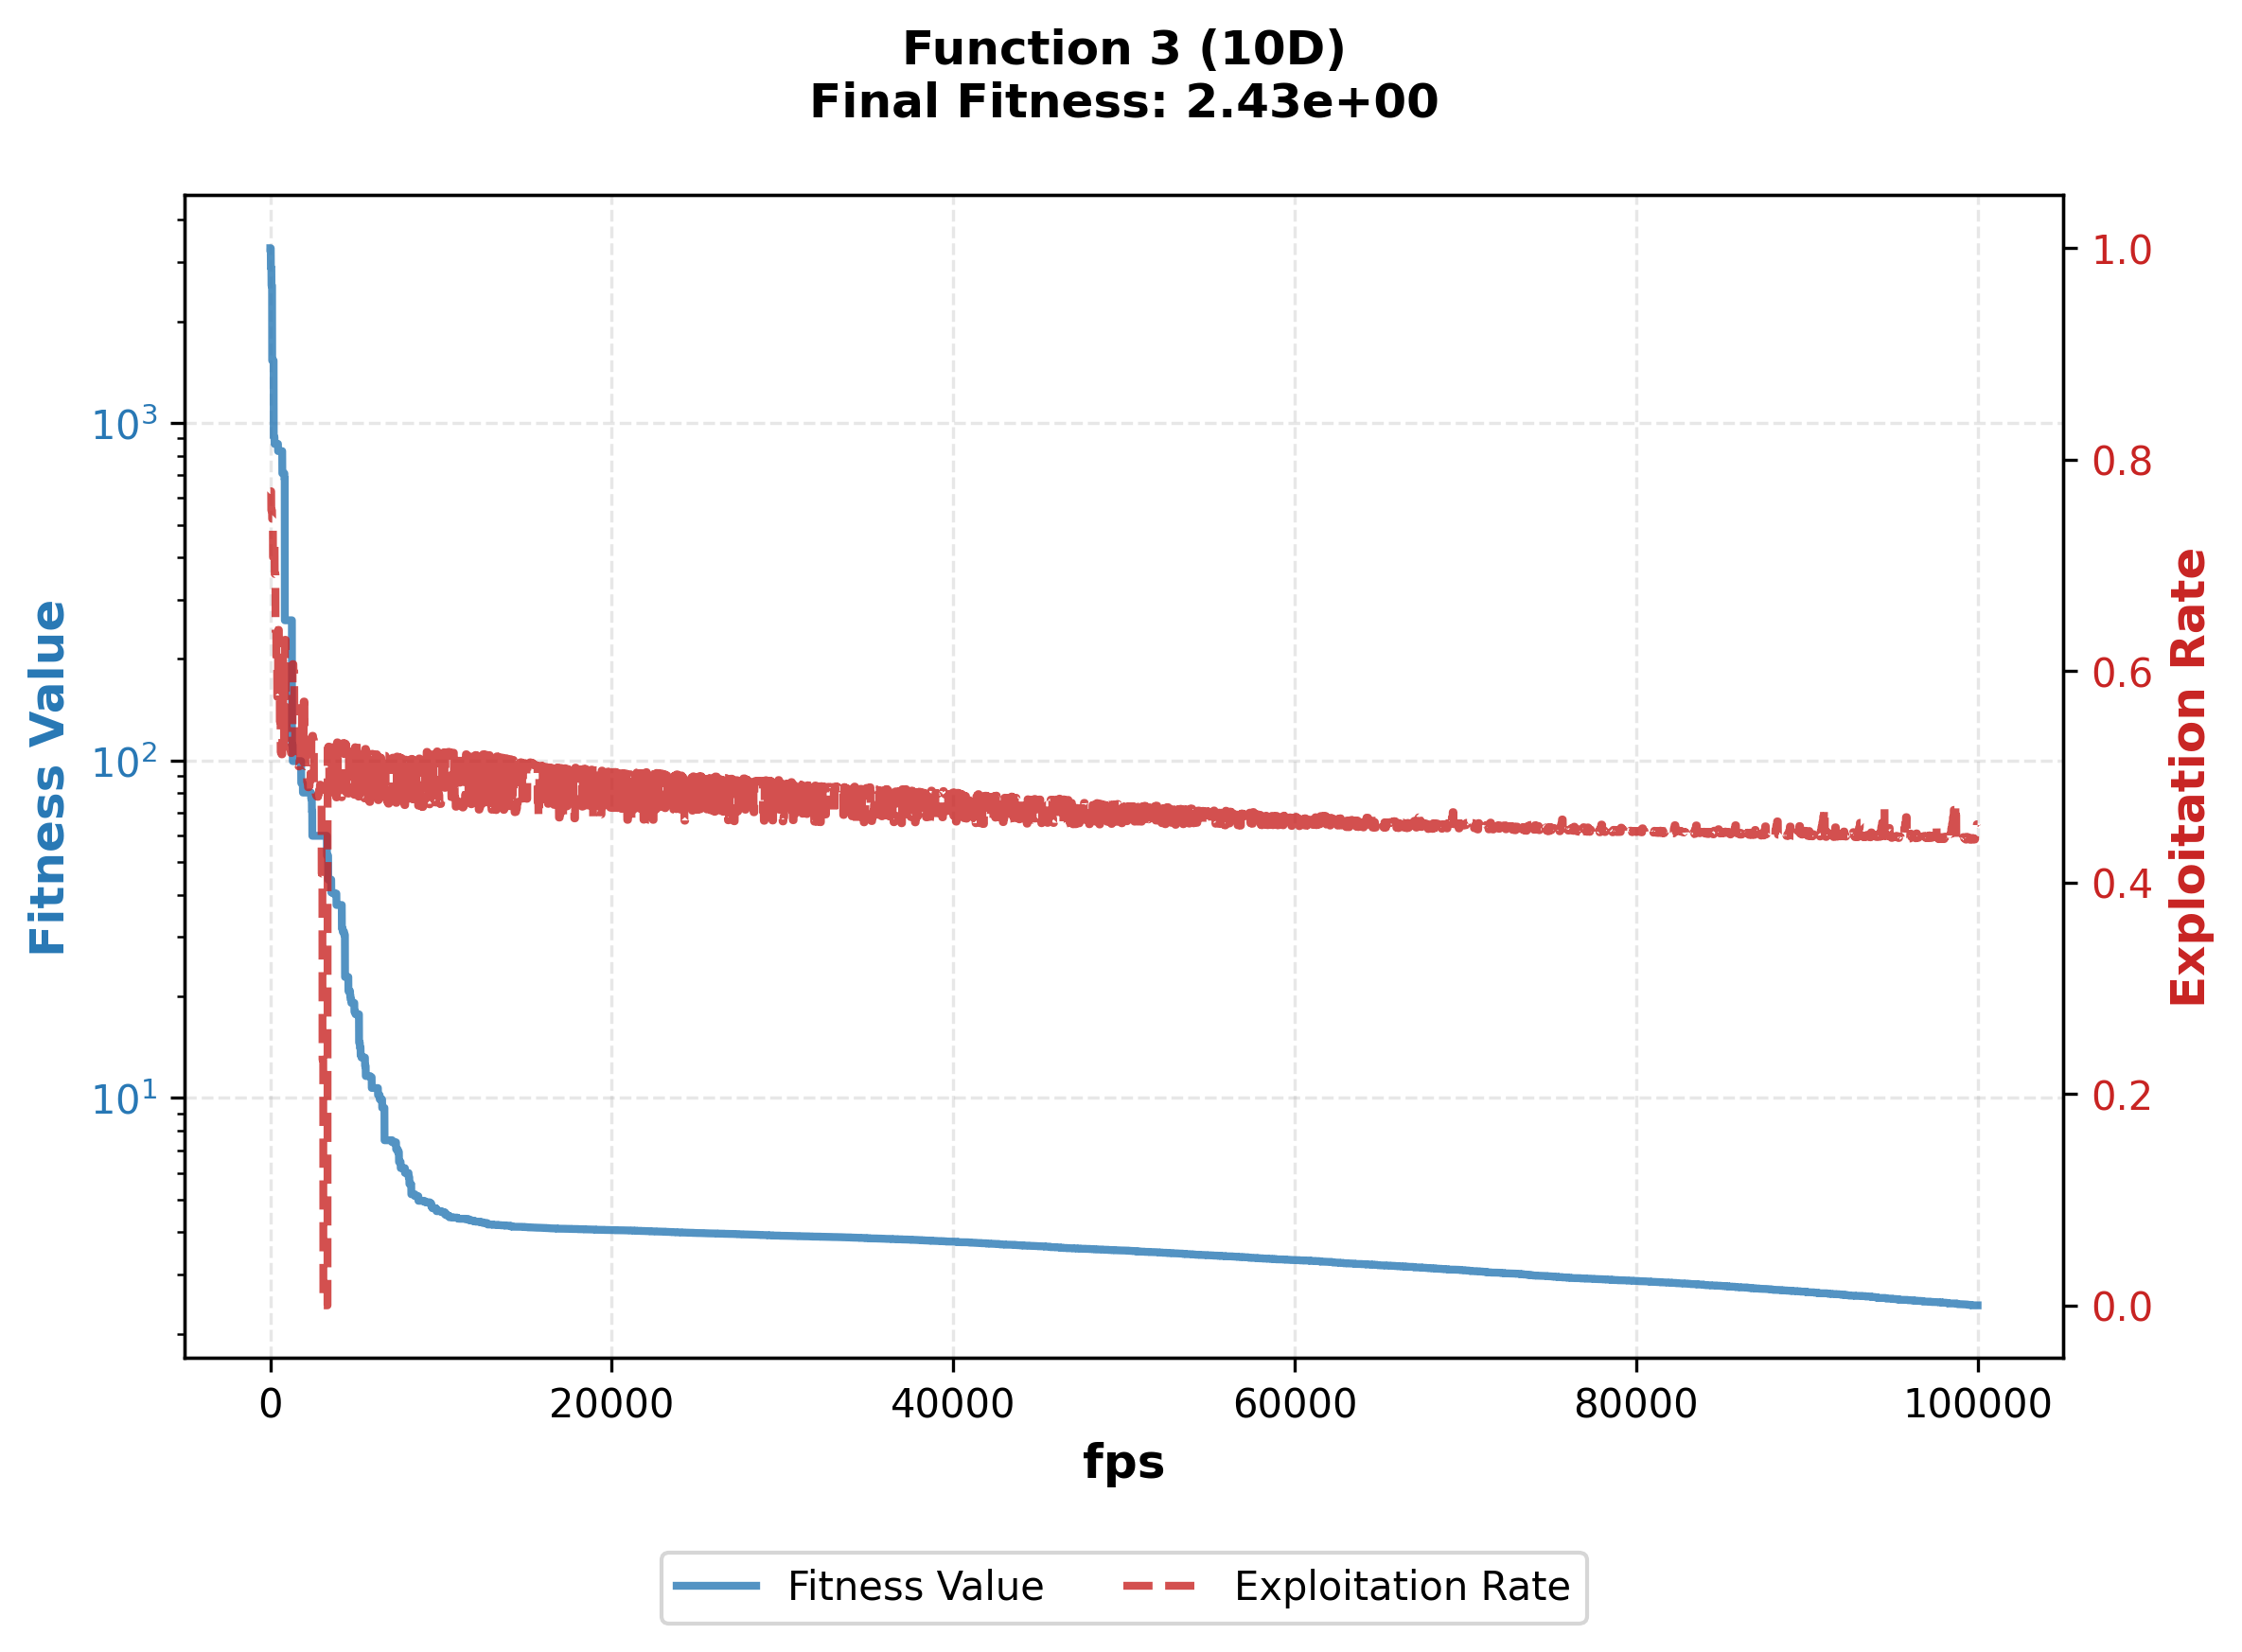 Function 3 (10D)
Final Fitness: 2.43e+00
Fitness Value
10³
10²
10¹
1.0
0.8
0.6
0.4
0.2
0.0
Exploitation Rate
0 20000 40000 60000 80000 100000
fps
Fitness Value Exploitation Rate